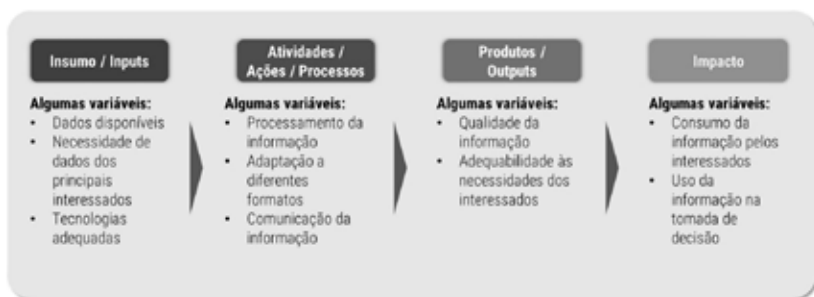 Insumo / Inputs
Algumas variáveis:
• Dados disponíveis
• Necessidade de
dados dos
principais
interessados
• Tecnologias
adequadas
Atividades /
Ações / Processos
Algumas variáveis:
• Processamento da
informação
• Adaptação a
diferentes
formatos
• Comunicação da
informação
Produtos /
Outputs
Algumas variáveis:
• Qualidade da
informação
• Adequabilidade às
necessidades dos
interessados
Impacto
Algumas variáveis:
• Consumo da
informação pelos
interessados
• Uso da
informação na
tomada de
decisão